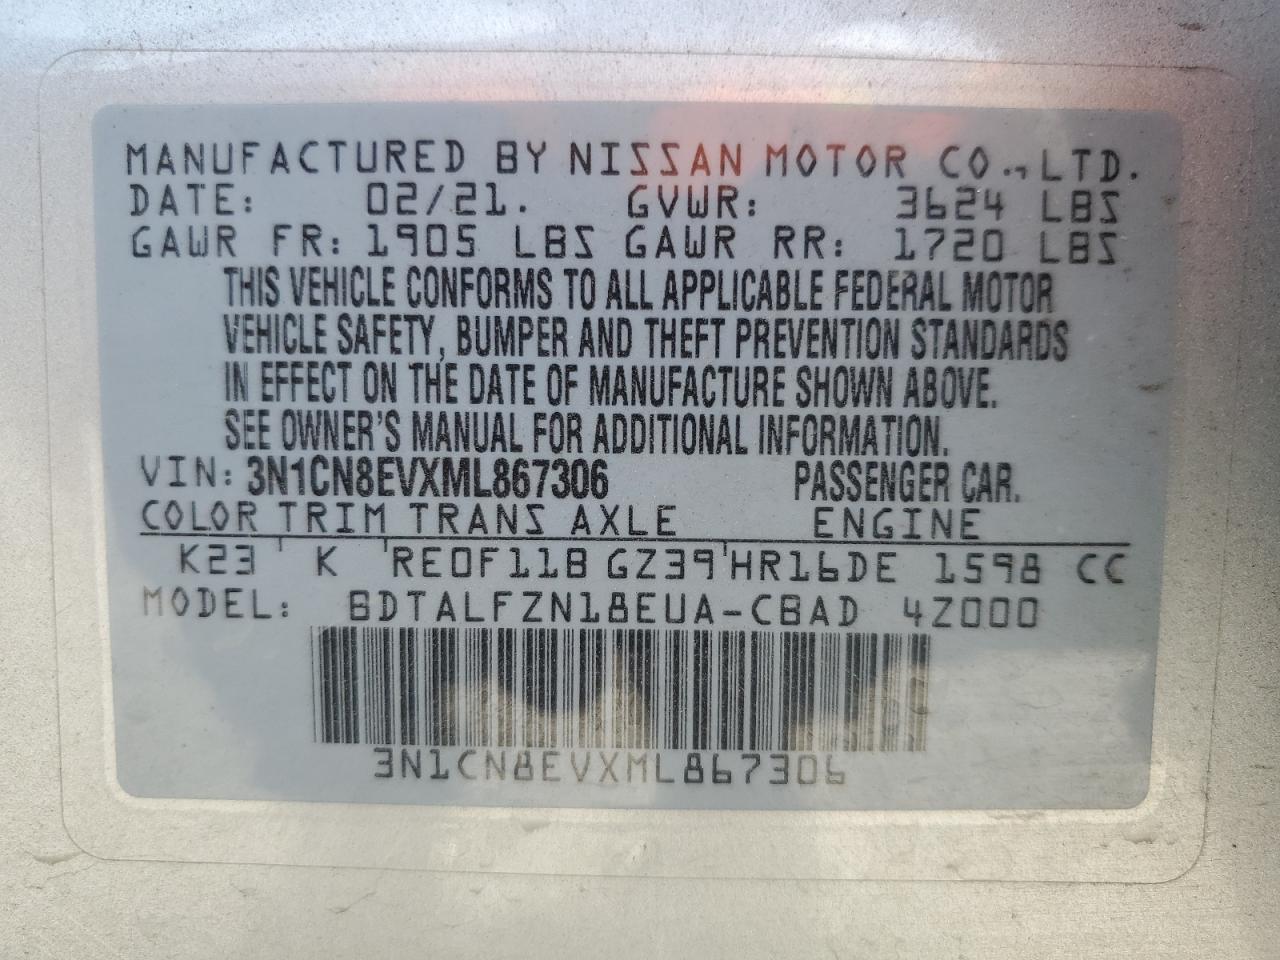 MANUFACTURED BY NISSAN MOTOR CO., LTD.
DATE: 02/21. GVWR: 3624 LBS
GAWR FR: 1905 LBS GAWR RR: 1720 LBS
THIS VEHICLE CONFORMS TO ALL APPLICABLE FEDERAL MOTOR
VEHICLE SAFETY, BUMPER AND THEFT PREVENTION STANDARDS
IN EFFECT ON THE DATE OF MANUFACTURE SHOWN ABOVE.
SEE OWNER'S MANUAL FOR ADDITIONAL INFORMATION.
VIN: 3N1CN8EVXML867306 PASSENGER CAR.
COLOR TRIM TRANS AXLE ENGINE
K23 K RE0F11B GZ39 HR16DE 1598 CC
MODEL: BDTALFZN18EUA-CBAD 4Z000
3N1CN8EVXML867306